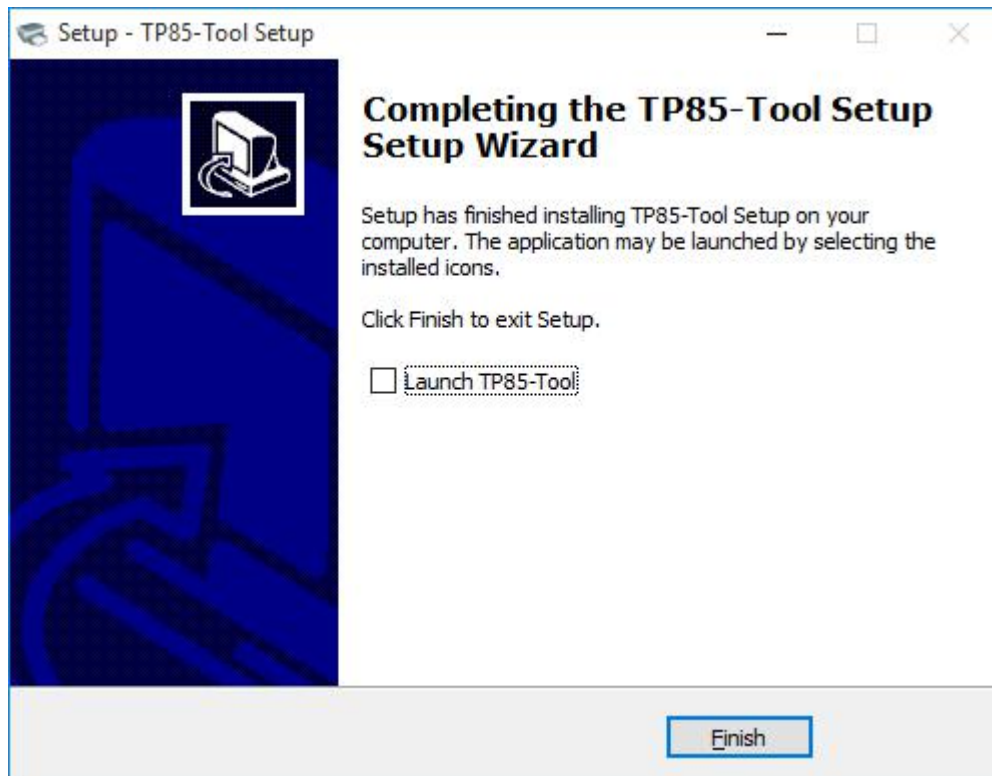 Setup - TP85-Tool Setup
Completing the TP85-Tool Setup
Setup Wizard
Setup has finished installing TP85-Tool Setup on your
computer. The application may be launched by selecting the
installed icons.
Click Finish to exit Setup.
Launch TP85-Tool
Finish